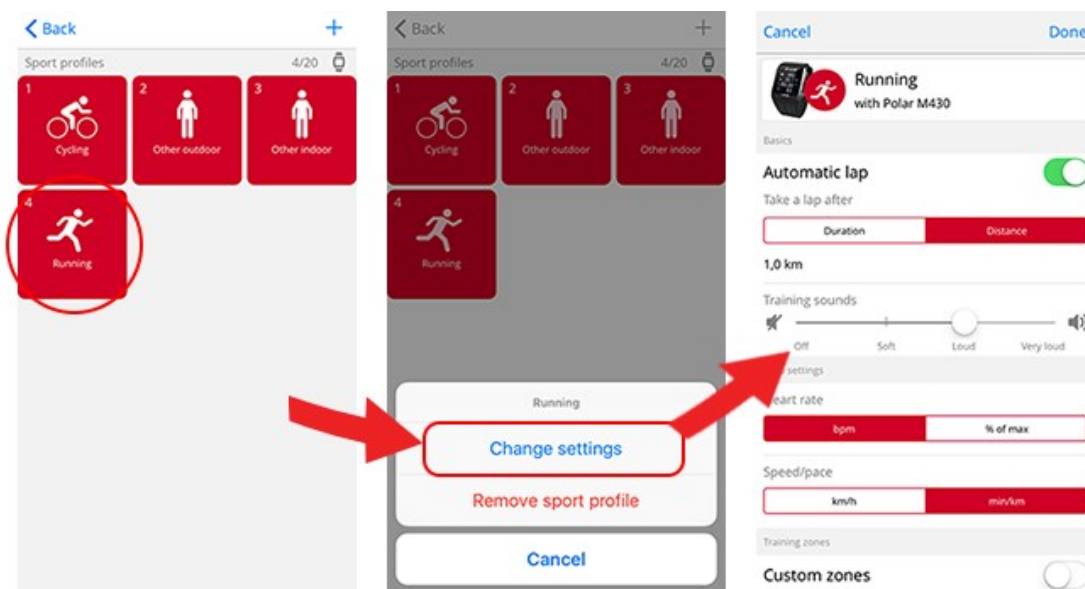 Back
+
Sport profiles 4/20
1
Cycling
2
Other outdoor
3
Other indoor
4
Running
Back
+
Sport profiles 4/20
1
Cycling
2
Other outdoor
3
Other indoor
4
Running
Running
Change settings
Remove sport profile
Cancel
Cancel Done
Running
with Polar M430
Basics
Automatic lap
Take a lap after
Duration Distance
1,0 km
Training sounds
Off Soft Loud Very loud
settings
eart rate
bpm % of max
Speed/pace
km/h min/km
Training zones
Custom zones